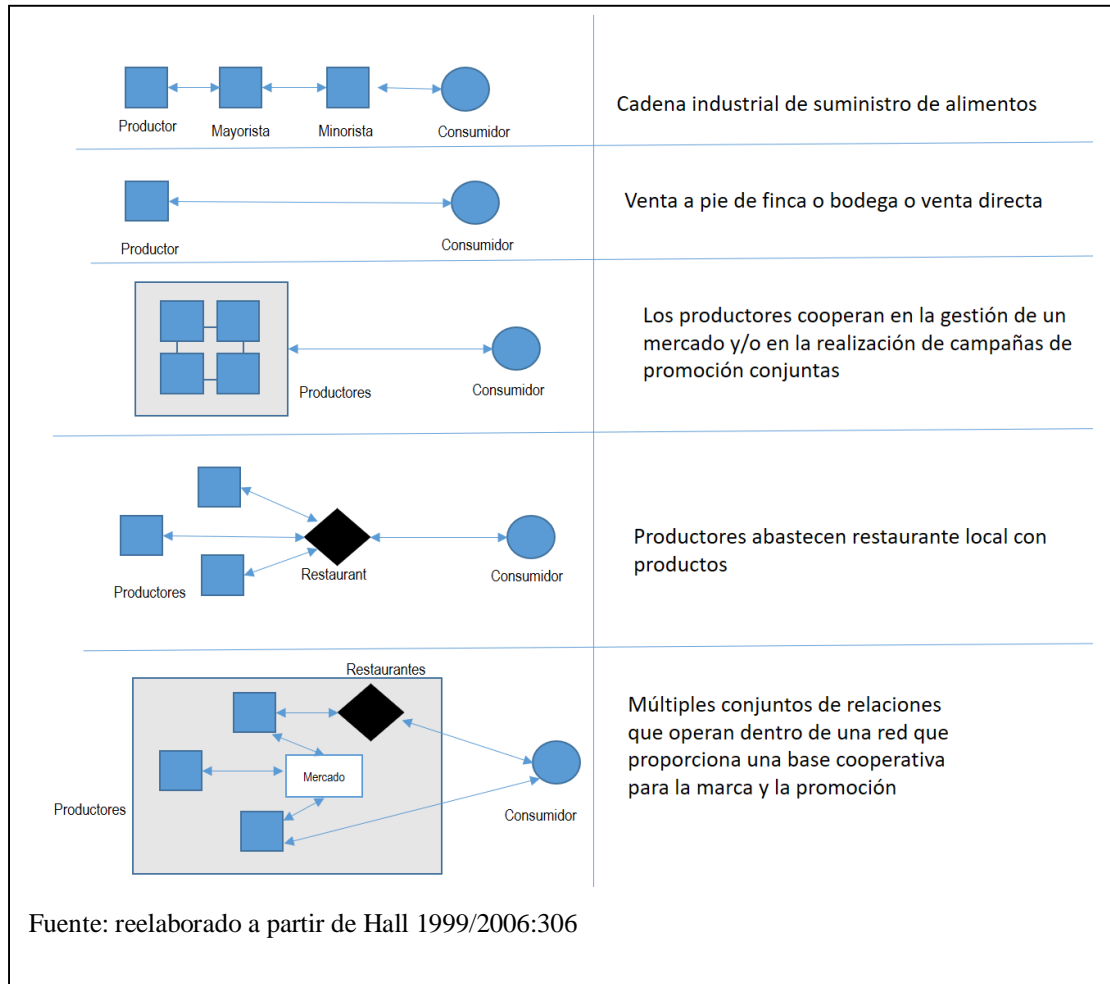 Productor
Mayorista
Minorista
Consumidor
Cadena industrial de suministro de alimentos
Productor
Consumidor
Venta a pie de finca o bodega o venta directa
Productores
Consumidor
Los productores cooperan en la gestión de un
mercado y/o en la realización de campañas de
promoción conjuntas
Productores
Restaurant
Consumidor
Productores abastecen restaurante local con
productos
Restaurantes
Mercado
Productores
Consumidor
Múltiples conjuntos de relaciones
que operan dentro de una red que
proporciona una base cooperativa
para la marca y la promoción
Fuente: reelaborado a partir de Hall 1999/2006:306